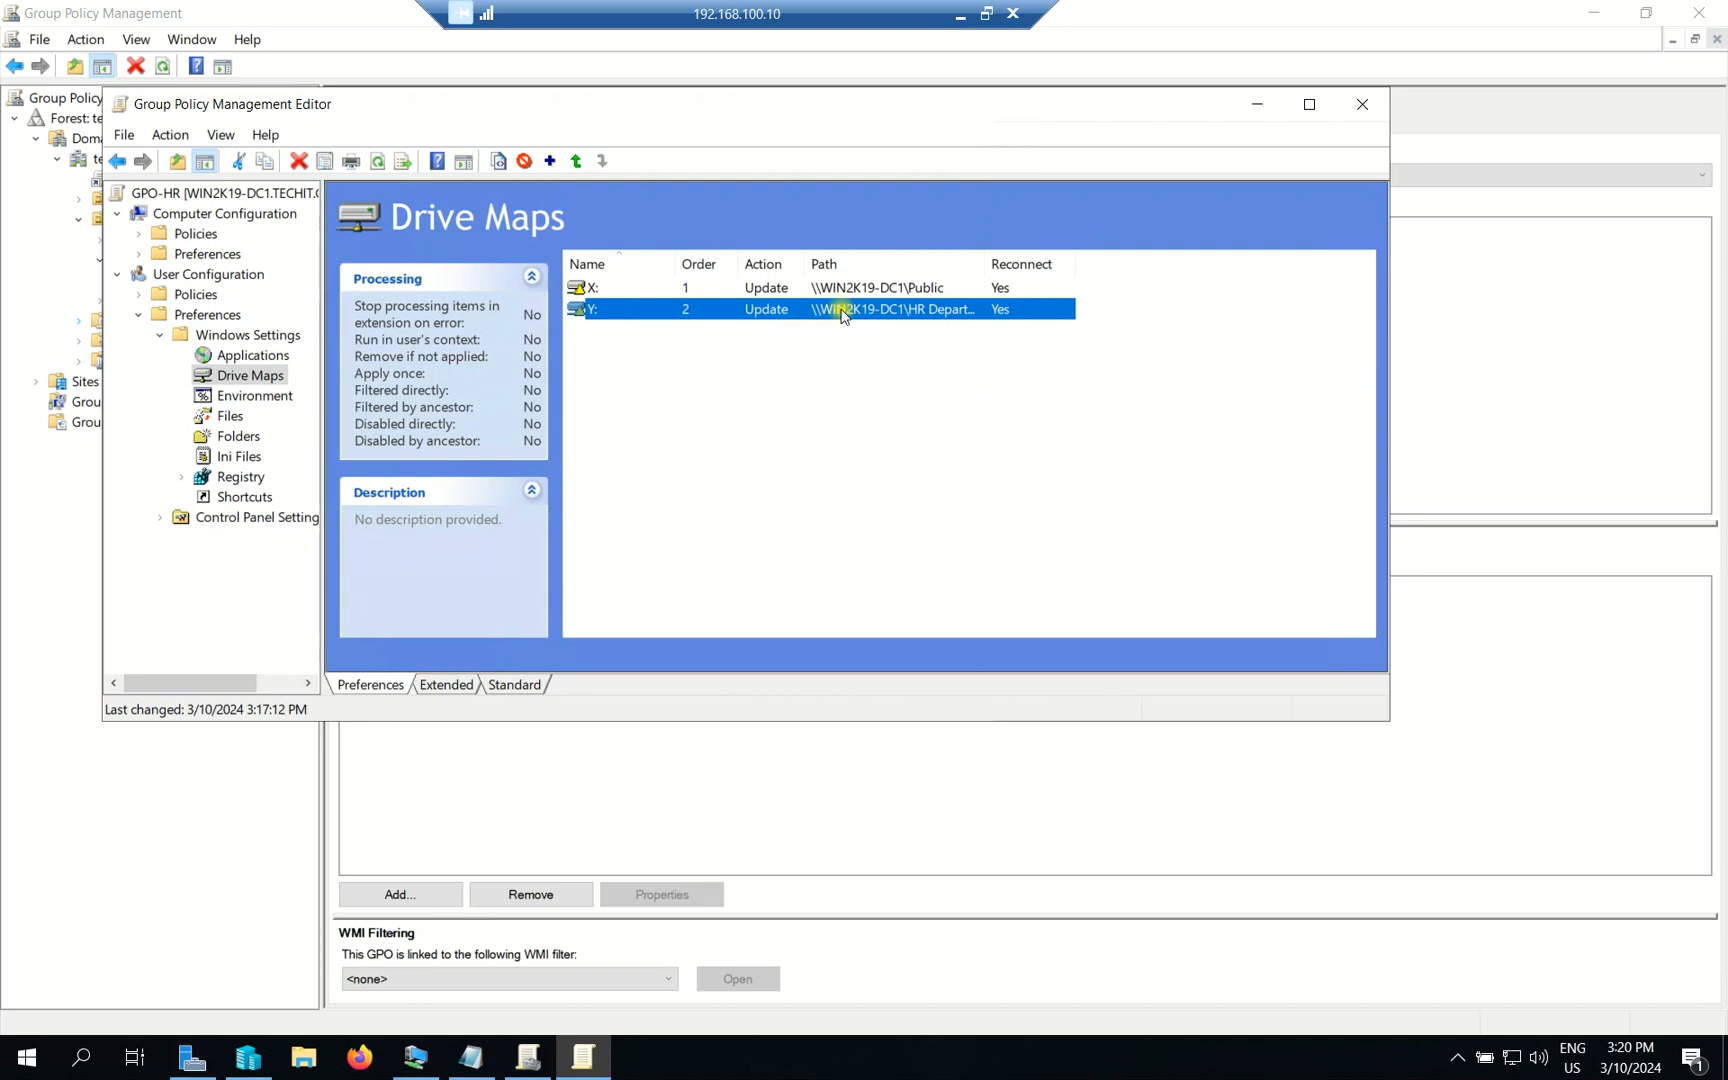 Group Policy Management
192.168.100.10
File Action View Window Help
Group Policy
Forest: te
Doma
te
Sites
Grou
Grou
Group Policy Management Editor
File Action View Help
GPO-HR [WIN2K19-DC1.TECHIT.C
Computer Configuration
Policies
Preferences
User Configuration
Policies
Preferences
Windows Settings
Applications
Drive Maps
Environment
Files
Folders
Ini Files
Registry
Shortcuts
Control Panel Setting
Drive Maps
Processing
Stop processing items in extension on error: No
Run in user's context: No
Remove if not applied: No
Apply once: No
Filtered directly: No
Filtered by ancestor: No
Disabled directly: No
Disabled by ancestor: No
Description
No description provided.
Name Order Action Path Reconnect
X: 1 Update \\WIN2K19-DC1\Public Yes
Y: 2 Update \\WIN2K19-DC1\HR Depart... Yes
Preferences Extended Standard
Last changed: 3/10/2024 3:17:12 PM
Add... Remove Properties
WMI Filtering
This GPO is linked to the following WMI filter:
<none> Open
ENG
US
3:20 PM
3/10/2024
1